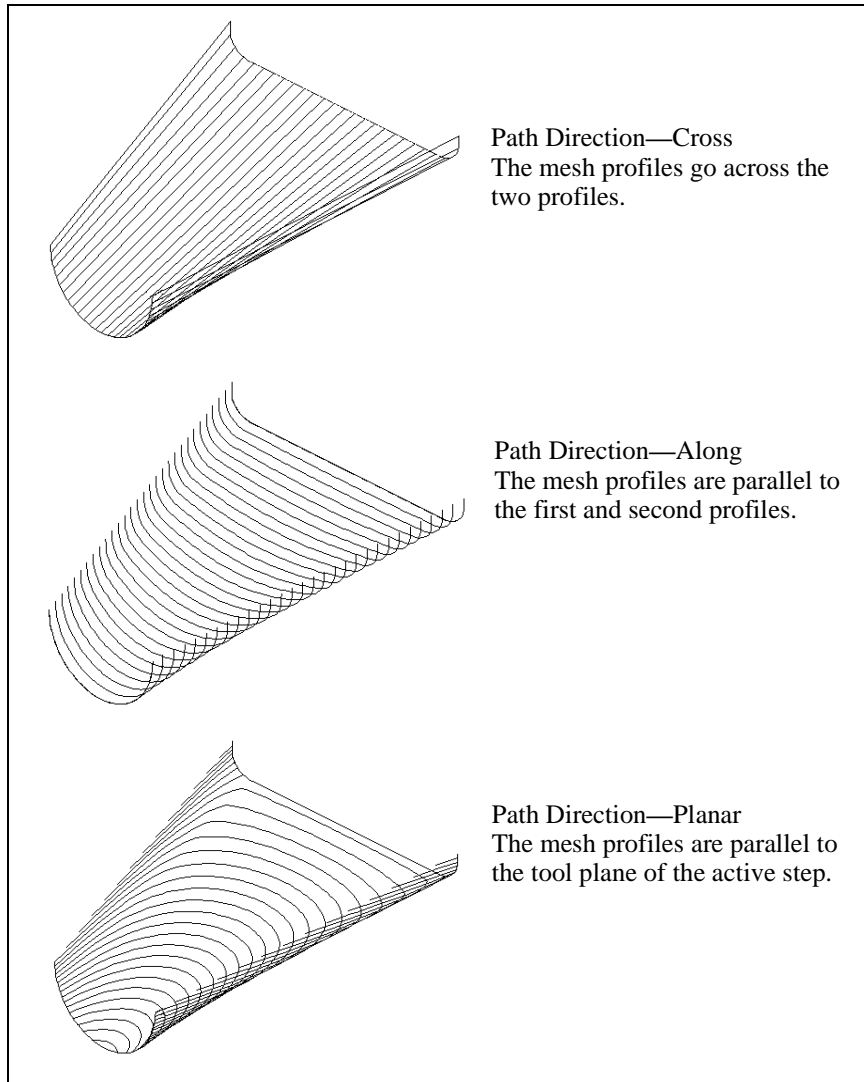 Path Direction—Cross
The mesh profiles go across the
two profiles.
Path Direction—Along
The mesh profiles are parallel to
the first and second profiles.
Path Direction—Planar
The mesh profiles are parallel to
the tool plane of the active step.